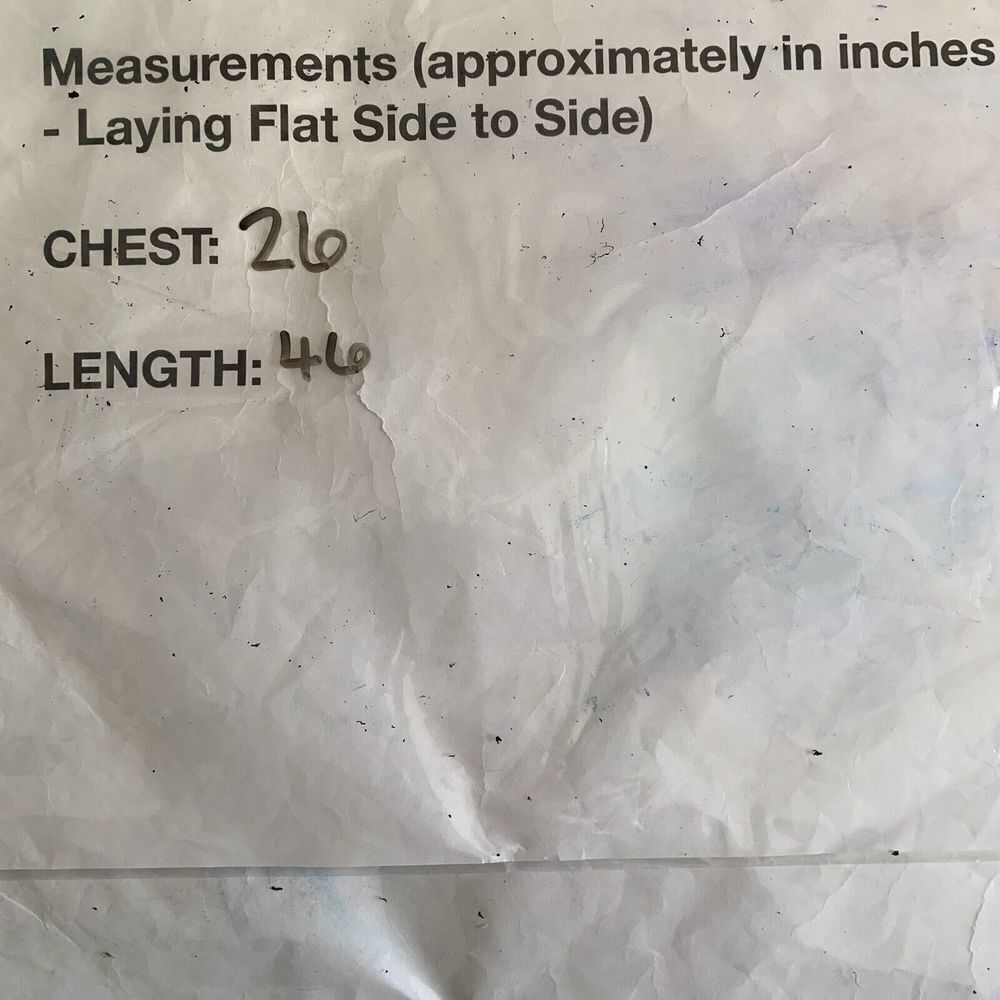 Measurements (approximately in inches
- Laying Flat Side to Side)
CHEST: 26
LENGTH: 46